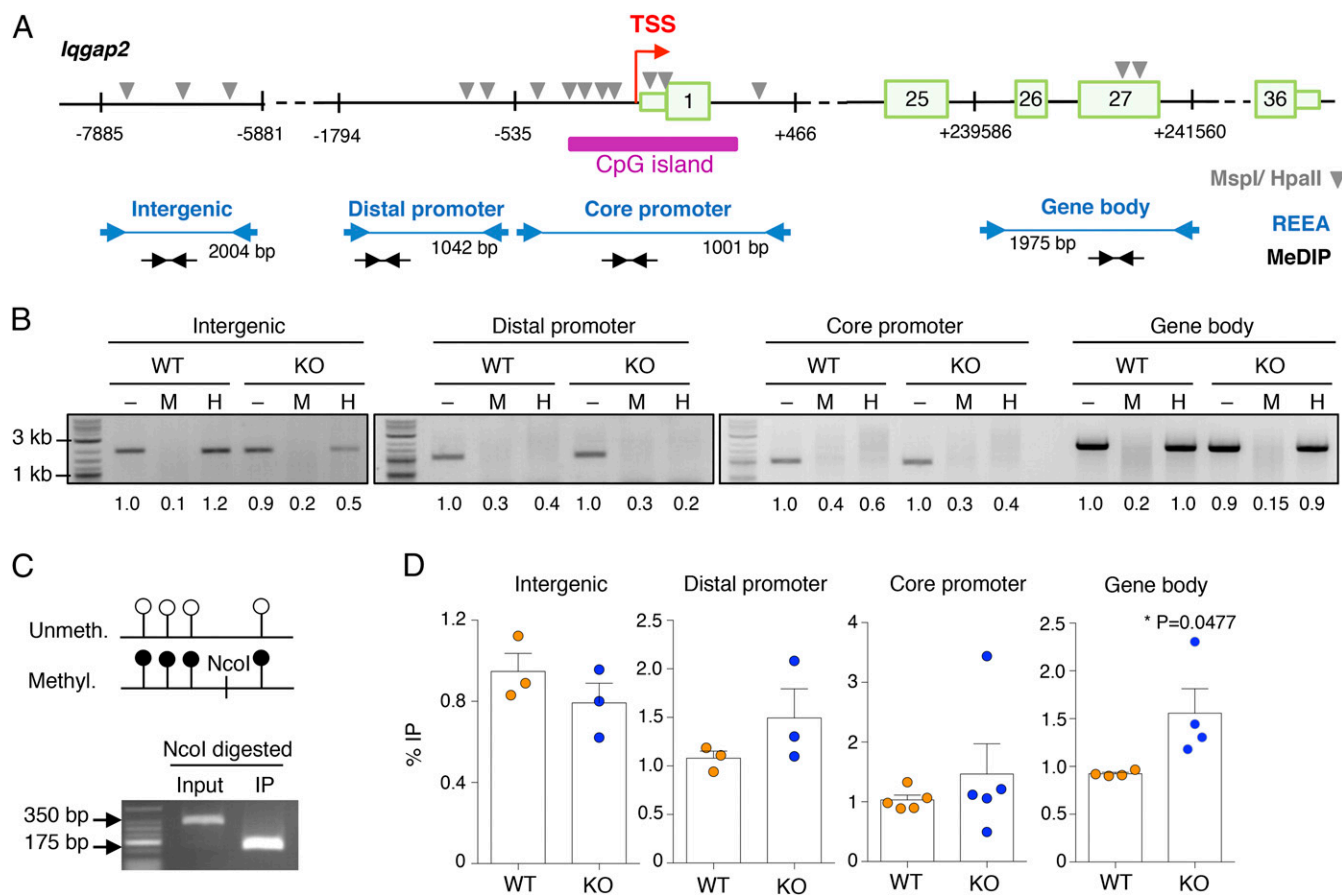 A
Iqgap2
TSS
1
25
26
27
36
-7885
-5881
-1794
-535
+466
+239586
+241560
CpG island
MspI/ HpaII
Intergenic
Distal promoter
Core promoter
Gene body
REEA
2004 bp
1042 bp
1001 bp
1975 bp
MeDIP
B
Intergenic
Distal promoter
Core promoter
Gene body
WT KO WT KO WT KO WT KO
– M H – M H – M H – M H – M H – M H – M H – M H
3 kb
1 kb
1.0 0.1 1.2 0.9 0.2 0.5 1.0 0.3 0.4 1.0 0.3 0.2 1.0 0.4 0.6 1.0 0.3 0.4 1.0 0.2 1.0 0.9 0.15 0.9
C
Unmeth.
Methyl.
NcoI
NcoI digested
Input IP
350 bp
175 bp
D
% IP
Intergenic
1.2
0.8
0.4
0
WT KO
Distal promoter
2.5
2.0
1.5
1.0
0.5
0
WT KO
Core promoter
4
3
2
1
0
WT KO
Gene body
* P=0.0477
2.5
2.0
1.5
1.0
0.5
0
WT KO